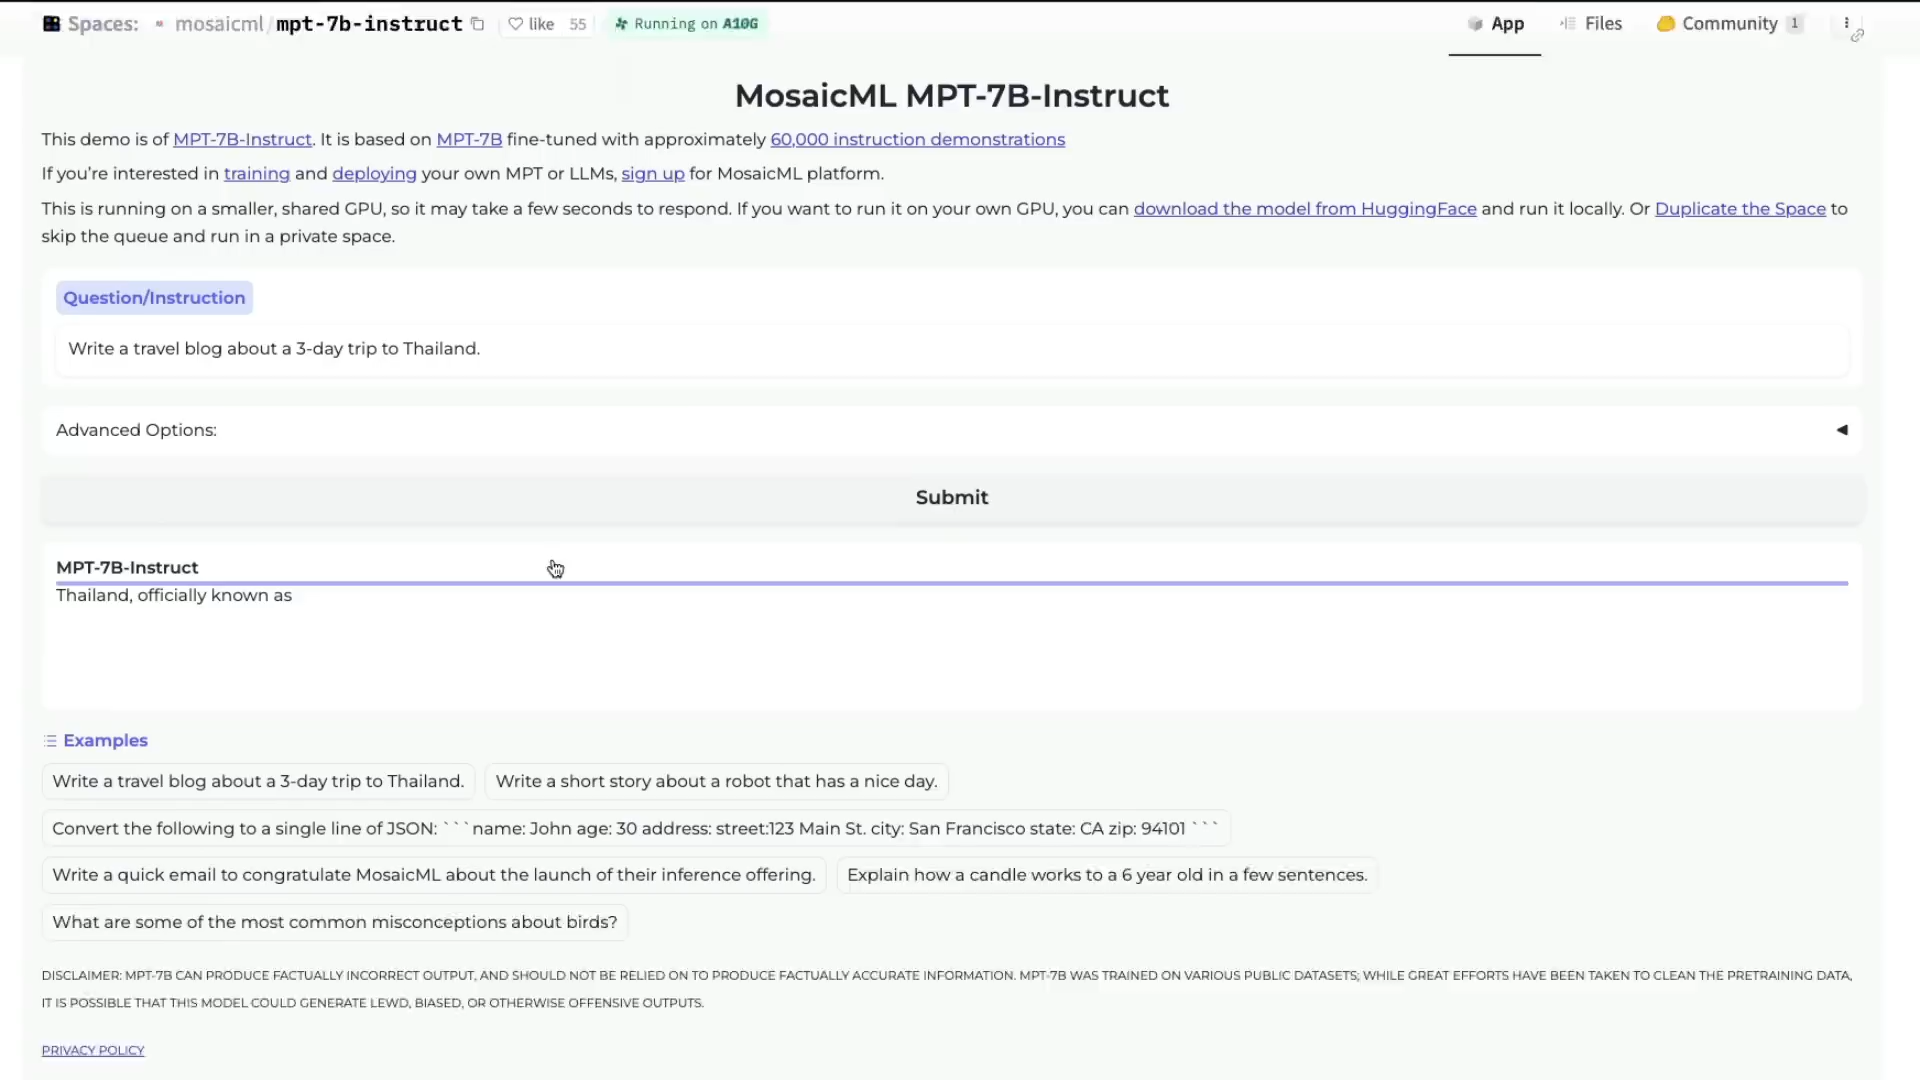 Spaces: mosaicml/mpt-7b-instruct like 55 Running on A10G App Files Community 1
MosaicML MPT-7B-Instruct
This demo is of MPT-7B-Instruct. It is based on MPT-7B fine-tuned with approximately 60,000 instruction demonstrations
If you’re interested in training and deploying your own MPT or LLMs, sign up for MosaicML platform.
This is running on a smaller, shared GPU, so it may take a few seconds to respond. If you want to run it on your own GPU, you can download the model from HuggingFace and run it locally. Or Duplicate the Space to
skip the queue and run in a private space.
Question/Instruction
Write a travel blog about a 3-day trip to Thailand.
Advanced Options:
Submit
MPT-7B-Instruct
Thailand, officially known as
Examples
Write a travel blog about a 3-day trip to Thailand. Write a short story about a robot that has a nice day.
Convert the following to a single line of JSON: ```name: John age: 30 address: street:123 Main St. city: San Francisco state: CA zip: 94101 ```
Write a quick email to congratulate MosaicML about the launch of their inference offering. Explain how a candle works to a 6 year old in a few sentences.
What are some of the most common misconceptions about birds?
DISCLAIMER: MPT-7B CAN PRODUCE FACTUALLY INCORRECT OUTPUT, AND SHOULD NOT BE RELIED ON TO PRODUCE FACTUALLY ACCURATE INFORMATION. MPT-7B WAS TRAINED ON VARIOUS PUBLIC DATASETS; WHILE GREAT EFFORTS HAVE BEEN TAKEN TO CLEAN THE PRETRAINING DATA,
IT IS POSSIBLE THAT THIS MODEL COULD GENERATE LEWD, BIASED, OR OTHERWISE OFFENSIVE OUTPUTS.
PRIVACY POLICY